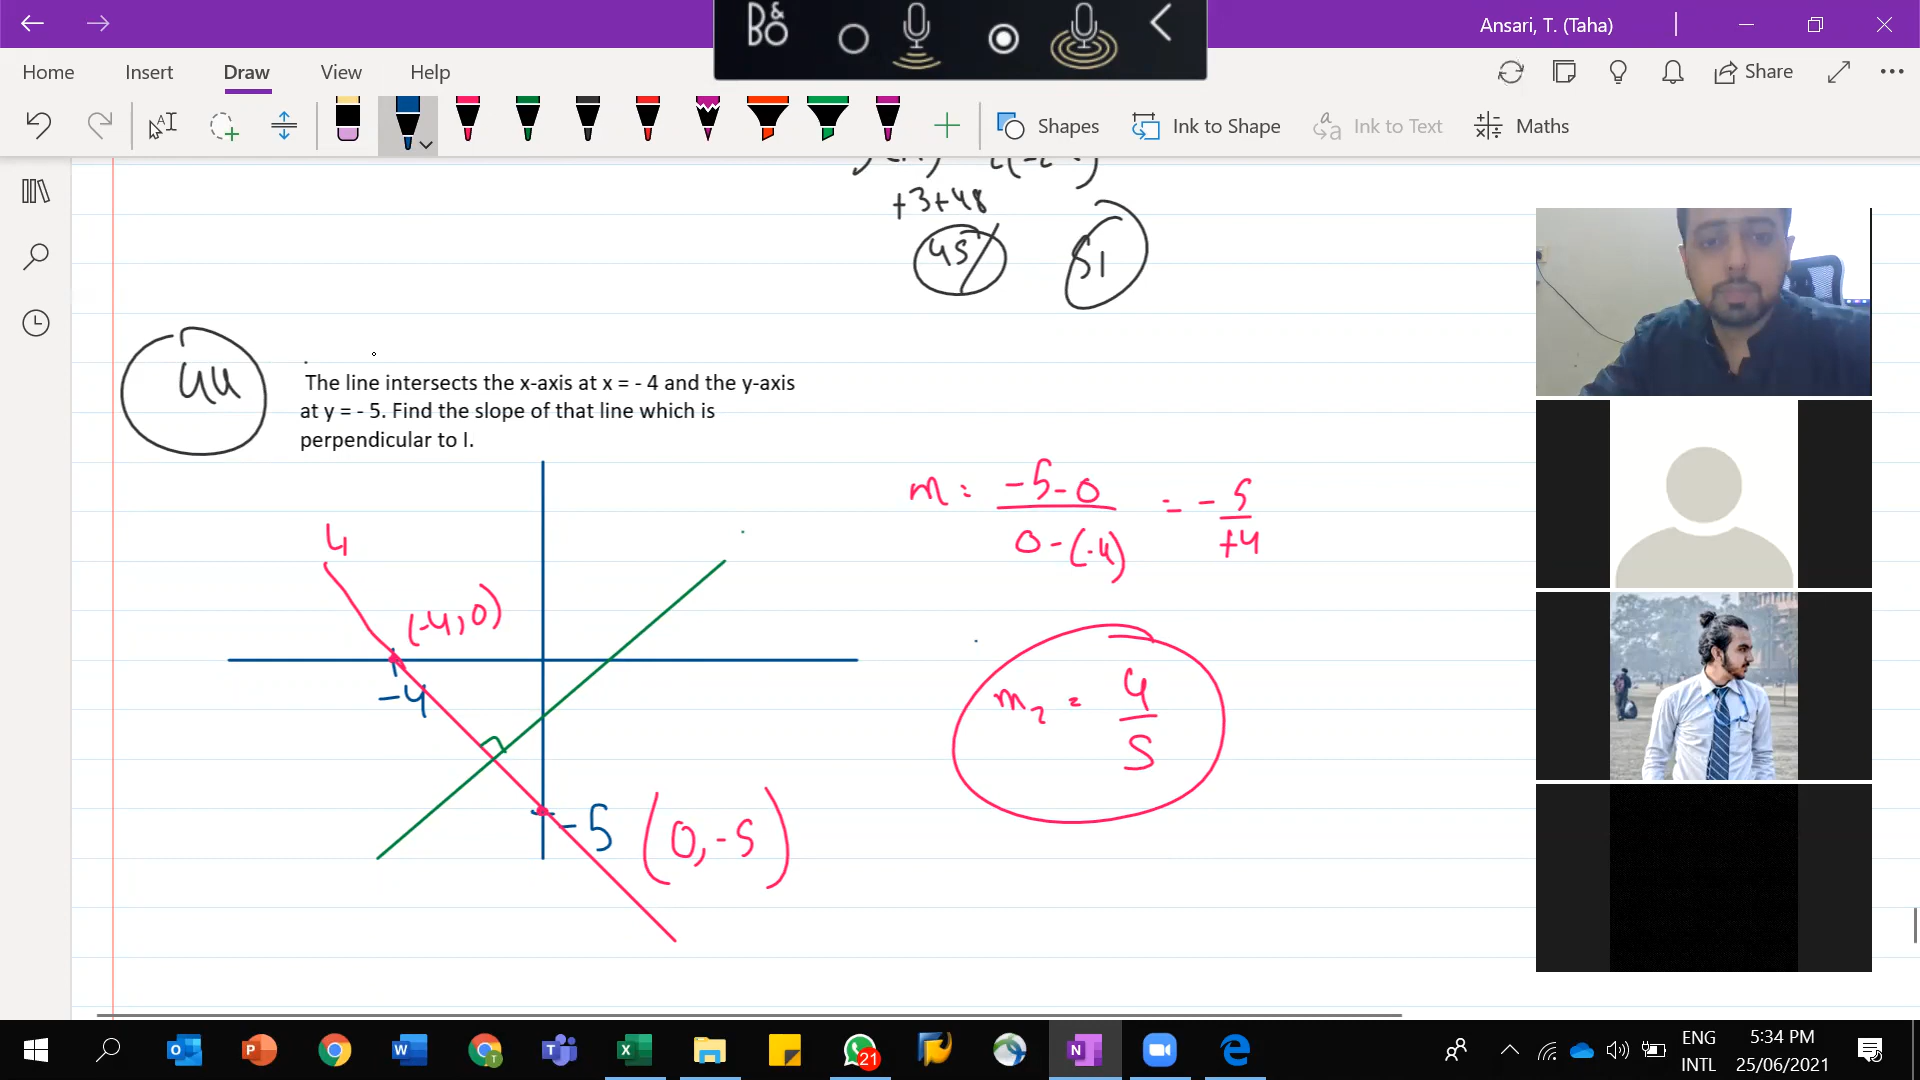 B&O
Ansari, T. (Taha)
Home Insert Draw View Help
Share
Shapes Ink to Shape Ink to Text Maths
+3+48
45 51
44
The line intersects the x-axis at x = - 4 and the y-axis
at y = - 5. Find the slope of that line which is
perpendicular to l.
m = -5-0 / 0-(-4) = -5 / +4
(-4,0)
-4
m2 = 4 / 5
-5 (0,-5)
21
ENG
INTL
5:34 PM
25/06/2021